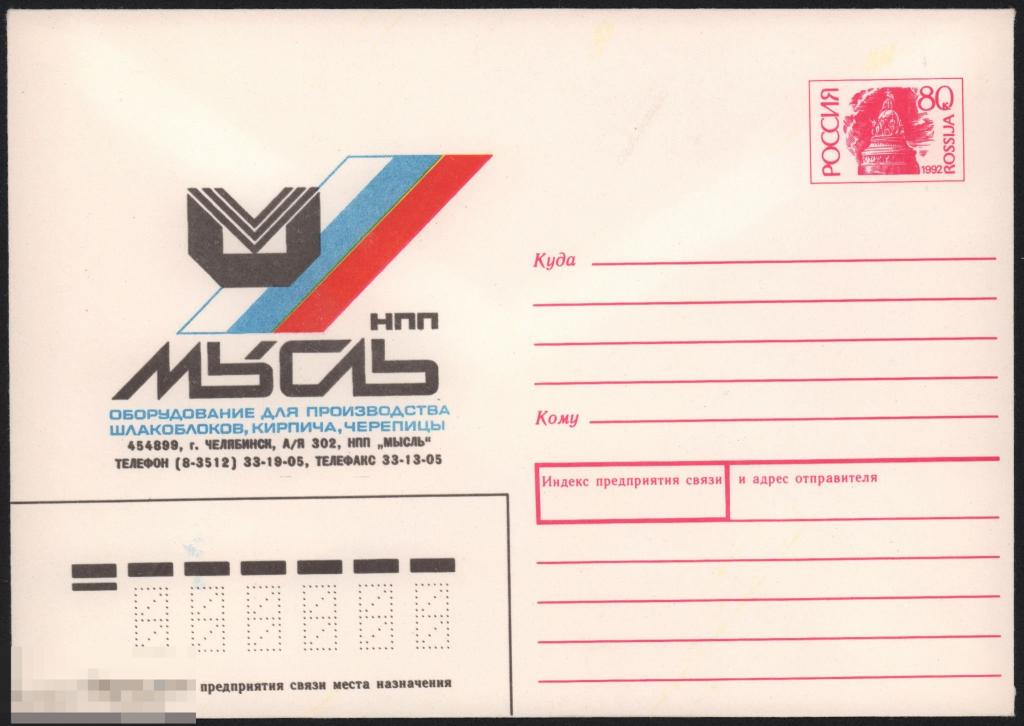 РОССИЯ
80 к
ROSSIJA
1992
НПП
МЫСЛЬ
ОБОРУДОВАНИЕ ДЛЯ ПРОИЗВОДСТВА
ШЛАКОБЛОКОВ, КИРПИЧА, ЧЕРЕПИЦЫ
454899, г. ЧЕЛЯБИНСК, А/Я 302, НПП „МЫСЛЬ“
ТЕЛЕФОН (8-3512) 33-19-05, ТЕЛЕФАКС 33-13-05
Куда
Кому
Индекс предприятия связи и адрес отправителя
предприятия связи места назначения